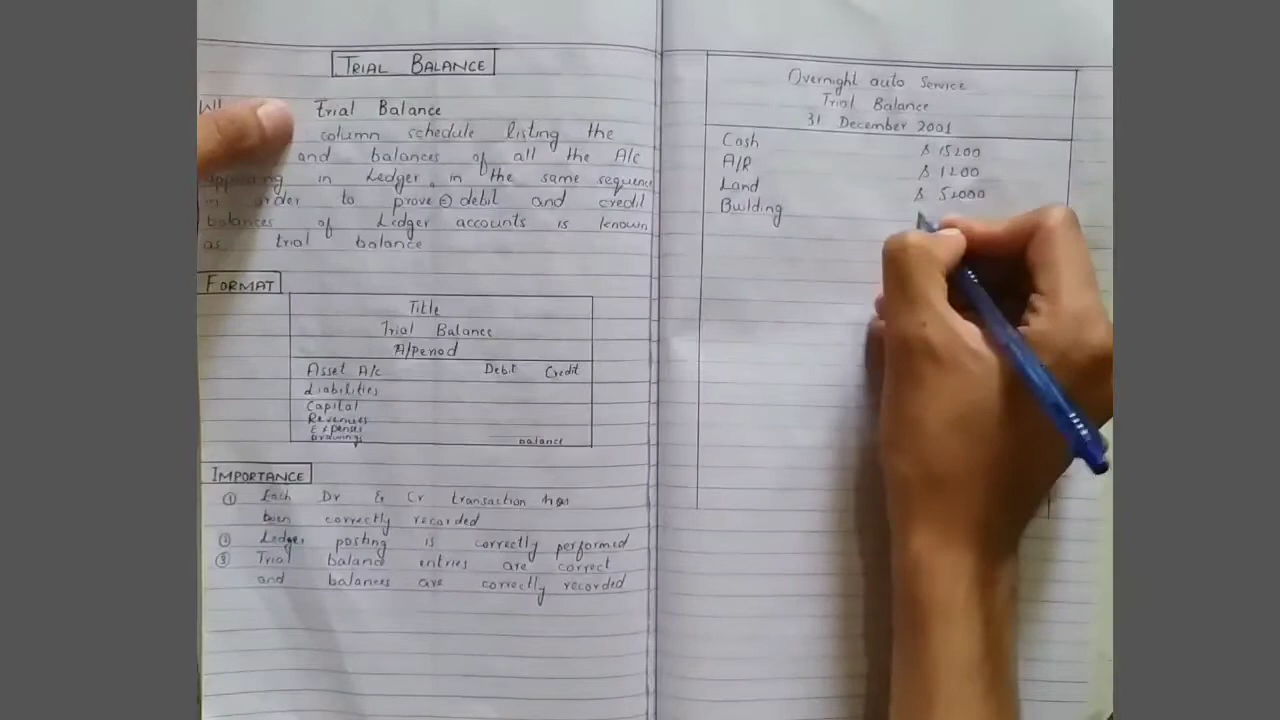 TRIAL BALANCE
Trial Balance
column schedule listing the
and balances of all the A/c
appearing in Ledger, in the same sequence
in order to prove debit and credit
balances of Ledger accounts is known
as trial balance
FORMAT
Title
Trial Balance
A/period
Asset A/c Debit Credit
Liabilities
Capital
Revenues
Expenses
Drawings balance
IMPORTANCE
① Each Dr & Cr transaction has
been correctly recorded
② Ledger posting is correctly performed
③ Trial balance entries are correct
and balances are correctly recorded
Overnight auto Service
Trial Balance
31 December 2001
Cash $ 15200
A/R $ 1200
Land $ 52000
Building $